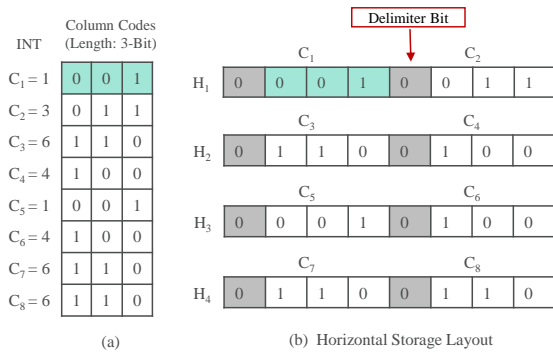 Column Codes
(Length: 3-Bit)
INT
C1 = 1 0 0 1
C2 = 3 0 1 1
C3 = 6 1 1 0
C4 = 4 1 0 0
C5 = 1 0 0 1
C6 = 4 1 0 0
C7 = 6 1 1 0
C8 = 6 1 1 0
(a)
Delimiter Bit
C1 C2
H1 0 0 0 1 0 0 1 1
C3 C4
H2 0 1 1 0 0 1 0 0
C5 C6
H3 0 0 0 1 0 1 0 0
C7 C8
H4 0 1 1 0 0 1 1 0
(b) Horizontal Storage Layout